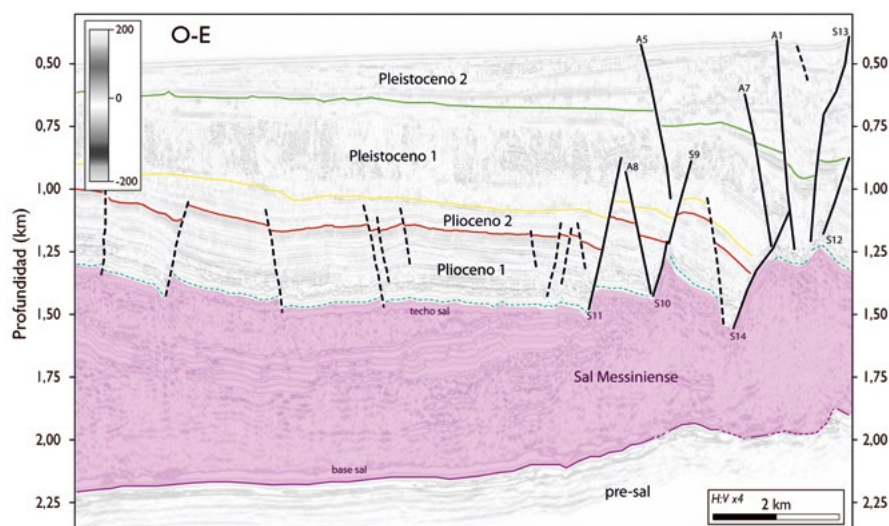 200
0
-200
O-E
A5
A1
S13
0,50
0,50
Pleistoceno 2
A7
0,75
0,75
Pleistoceno 1
A8
S9
1,00
1,00
Plioceno 2
1,25
1,25
S12
Plioceno 1
Profundidad (km)
1,50
techo sal
S11
S10
1,50
S14
1,75
Sal Messiniense
1,75
2,00
2,00
base sal
pre-sal
H:V x4
2 km
2,25
2,25